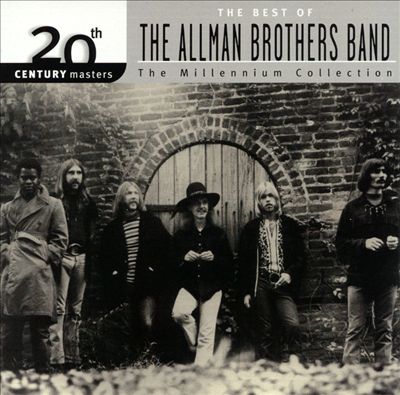 THE BEST OF
20th
THE ALLMAN BROTHERS BAND
CENTURY masters
The Millennium Collection